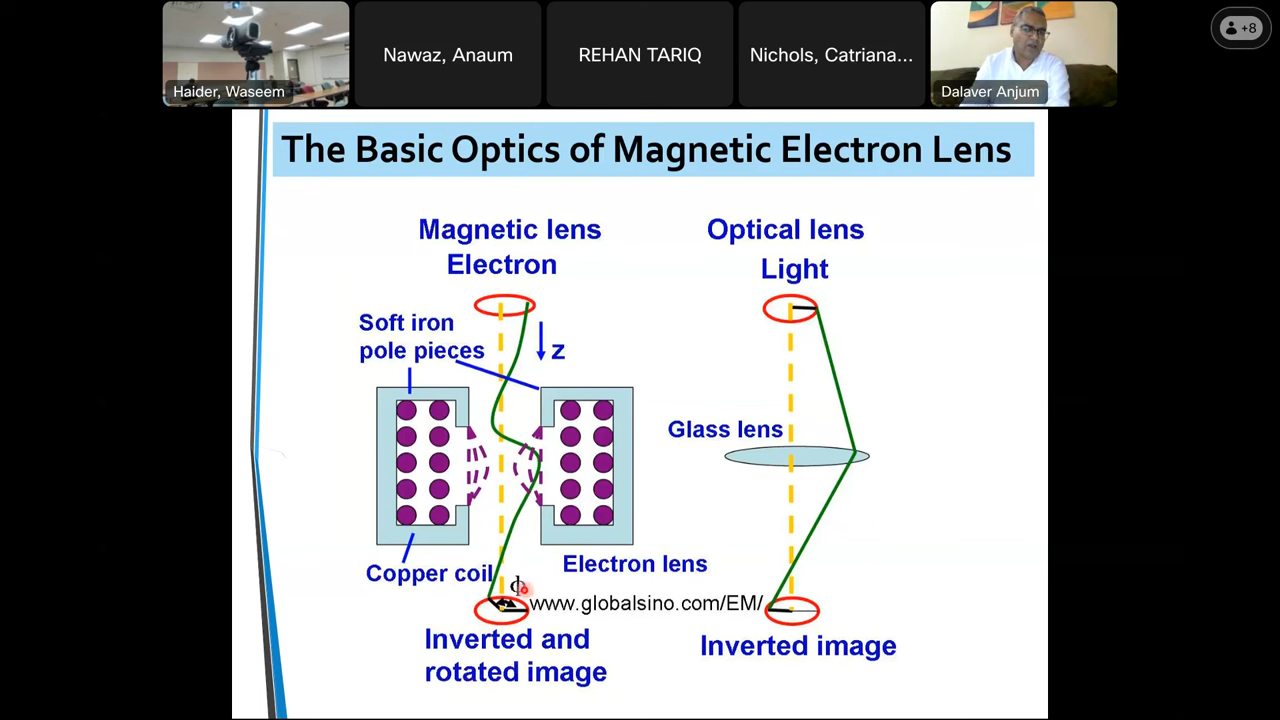 Haider, Waseem
Nawaz, Anaum
REHAN TARIQ
Nichols, Catriana...
Dalaver Anjum
+8
The Basic Optics of Magnetic Electron Lens
Magnetic lens
Electron
Optical lens
Light
Soft iron
pole pieces
z
Glass lens
Copper coil
Electron lens
Φ
www.globalsino.com/EM/
Inverted and
rotated image
Inverted image